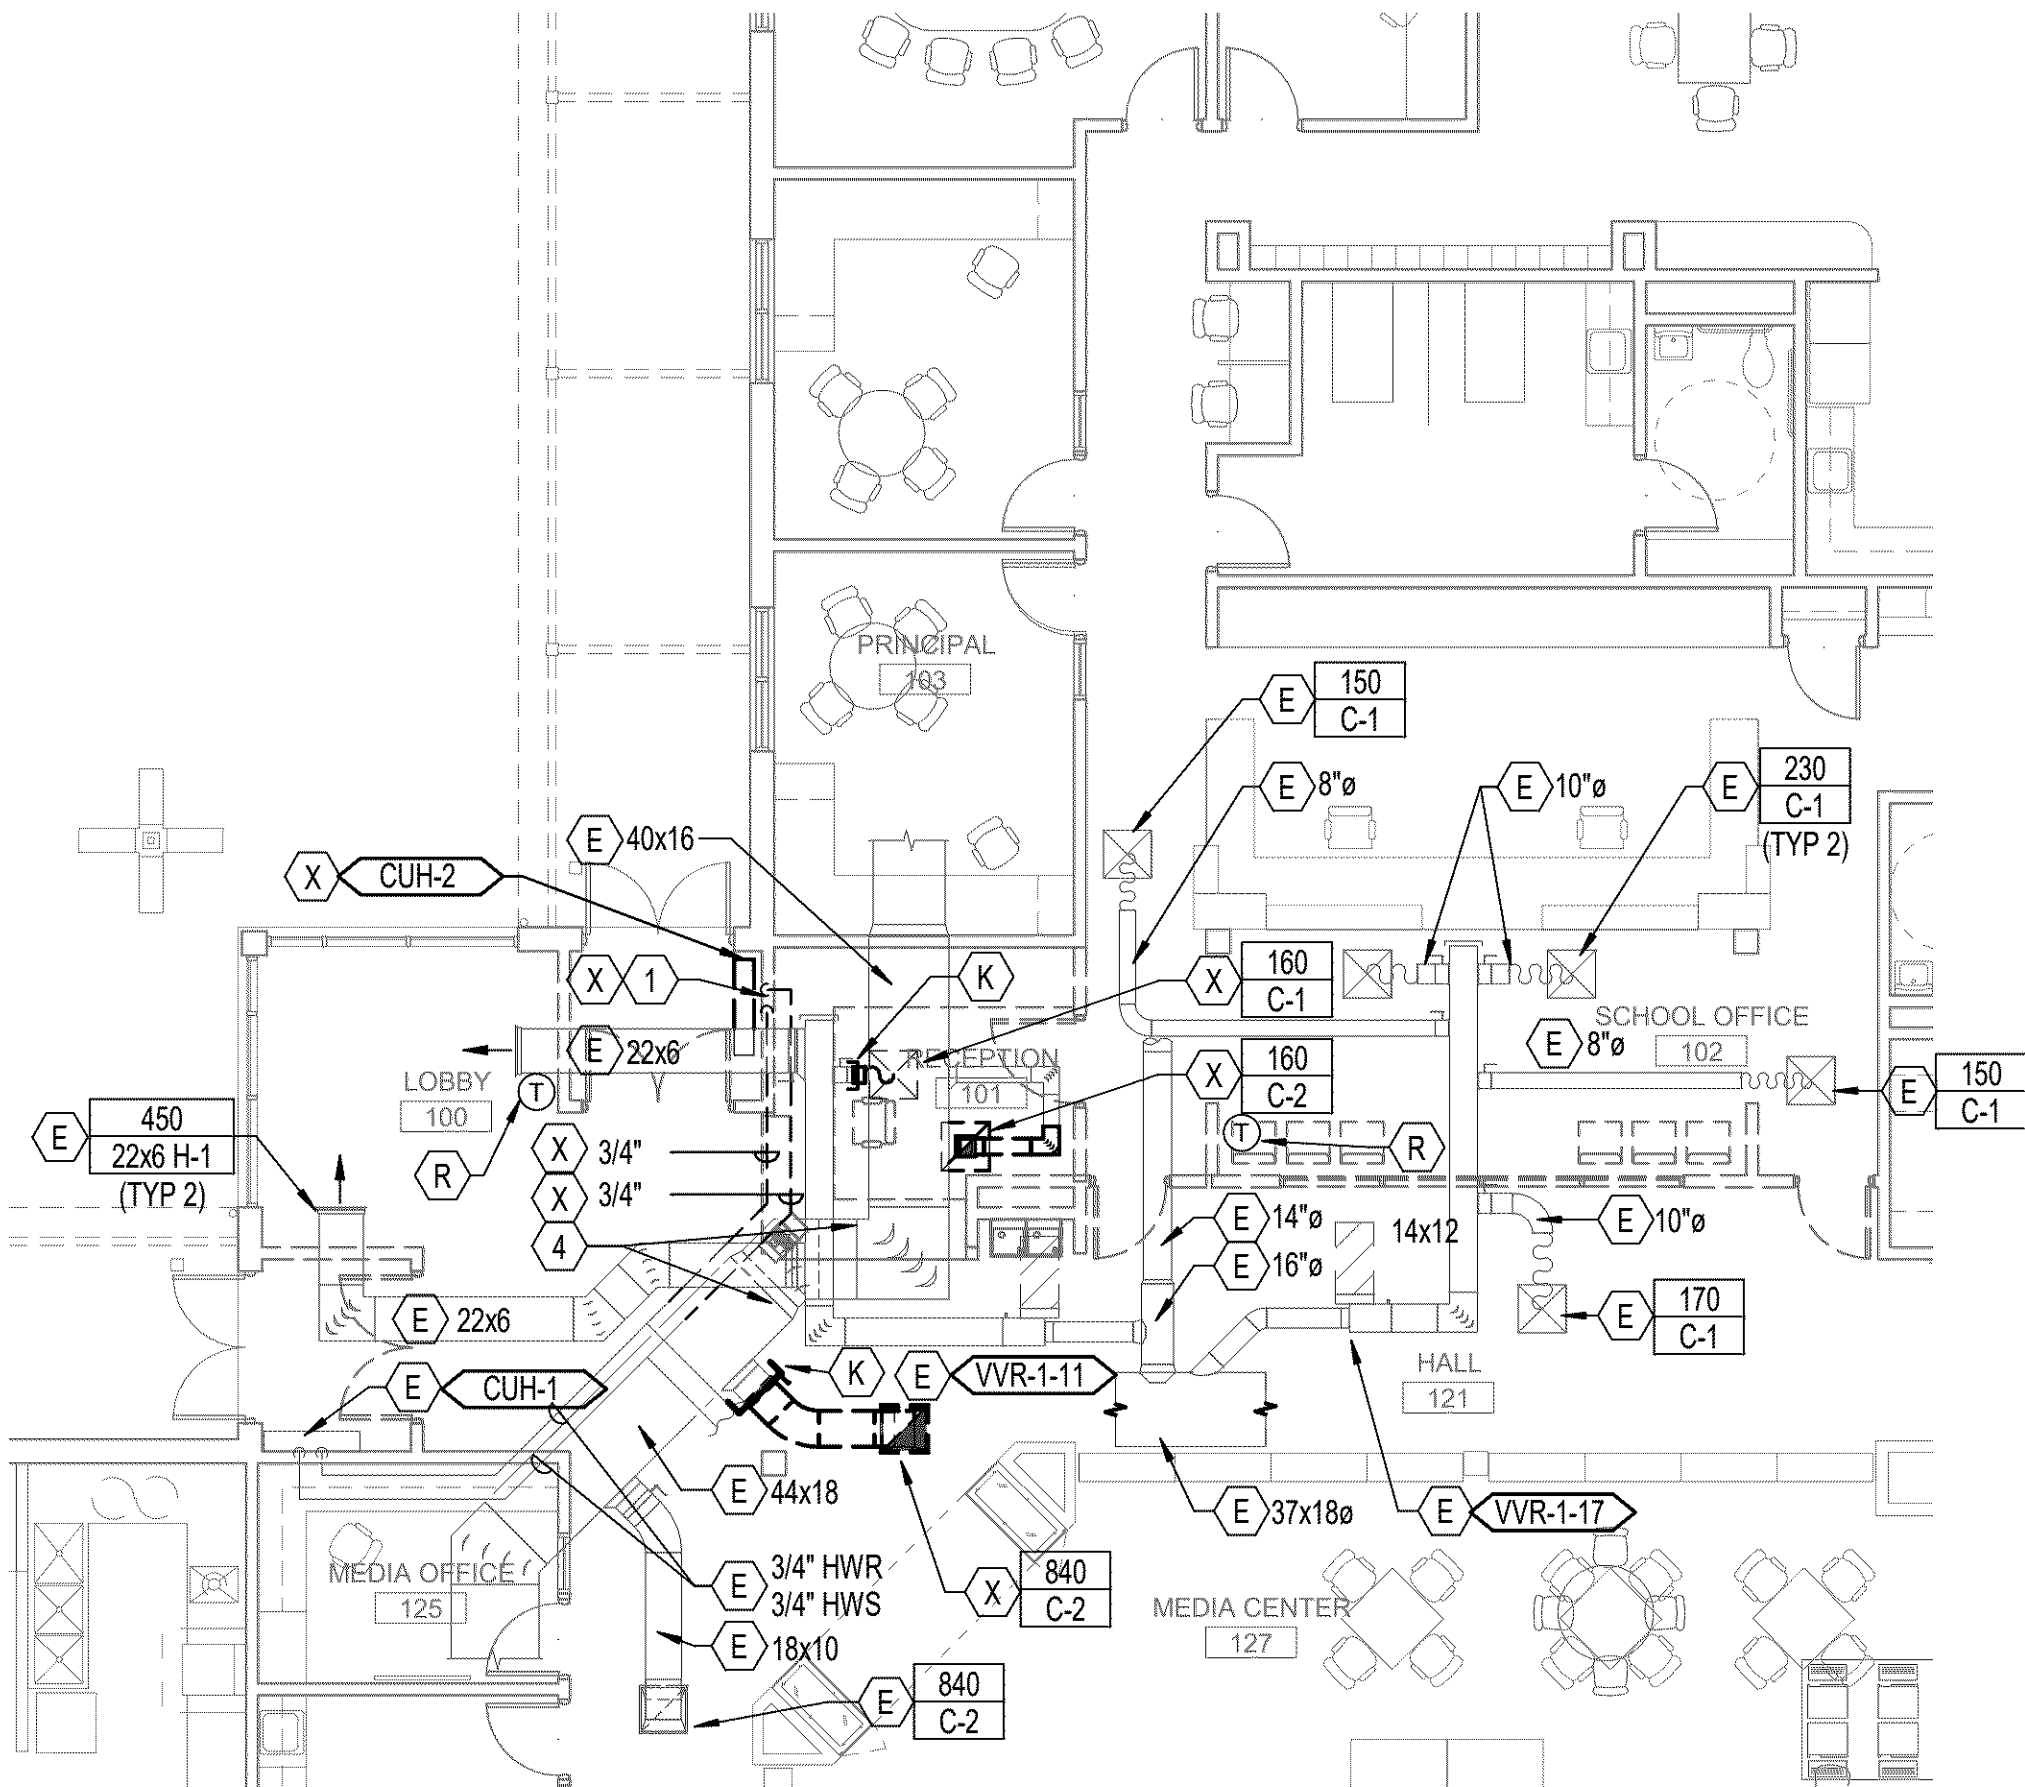 PRINCIPAL
103
E 150
C-1
E 8"ø
E 10"ø
E 230
C-1
(TYP 2)
E 40x16
X CUH-2
X 1
K
X 160
C-1
E 22x6
RECEPTION
101
SCHOOL OFFICE
102
E 8"ø
LOBBY
100
T
X 160
C-2
E 150
C-1
E 450
22x6 H-1
(TYP 2)
R
X 3/4"
X 3/4"
4
T
R
E 14"ø
E 16"ø
14x12
E 10"ø
E 22x6
E 170
C-1
E CUH-1
K
E VVR-1-11
HALL
121
E 44x18
E 37x18ø
E VVR-1-17
MEDIA OFFICE
125
E 3/4" HWR
3/4" HWS
X 840
C-2
MEDIA CENTER
127
E 18x10
E 840
C-2